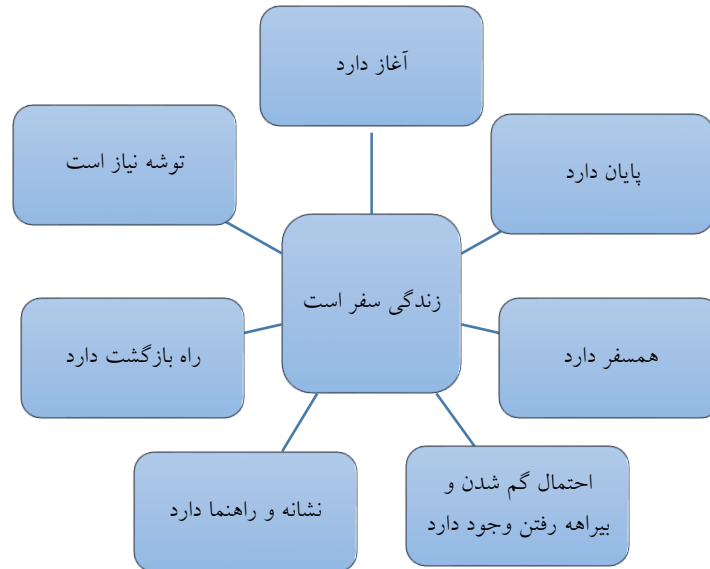 آغاز دارد
پایان دارد
همسفر دارد
احتمال گم شدن و
بیراهه رفتن وجود دارد
نشانه و راهنما دارد
راه بازگشت دارد
توشه نیاز است
زندگی سفر است